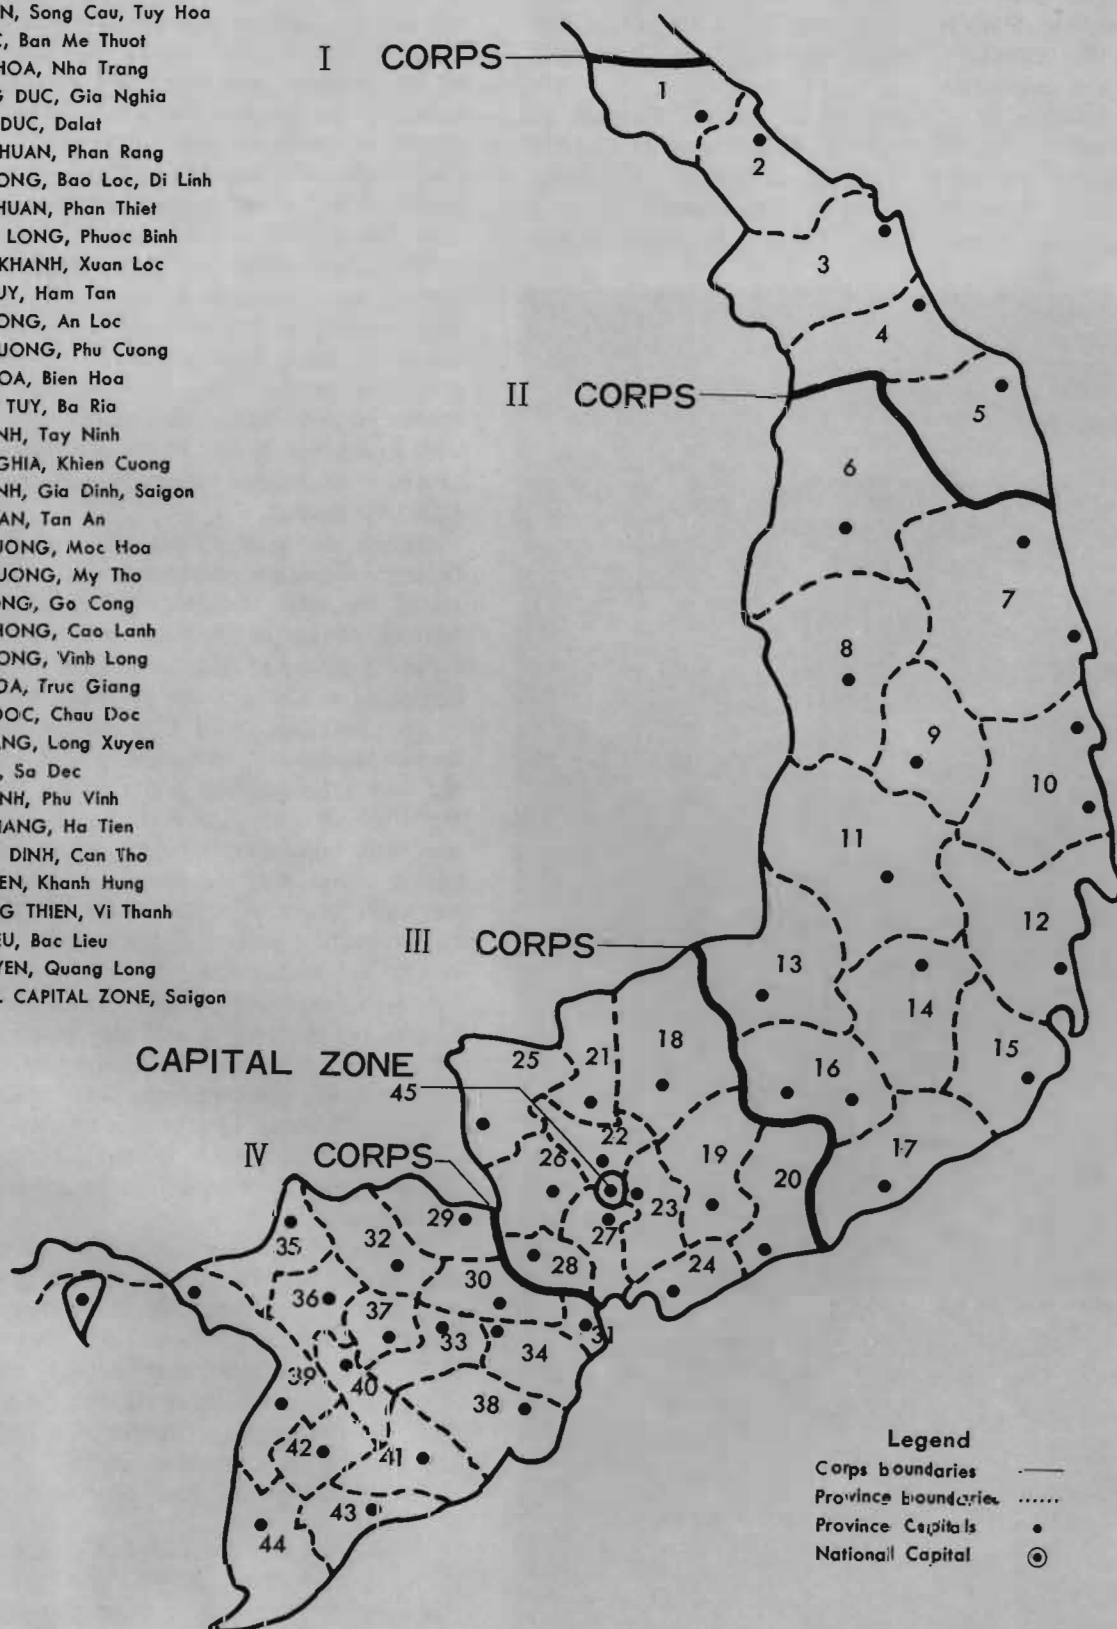 N, Song Cau, Tuy Hoa
C, Ban Me Thuot
HOA, Nha Trang
G DUC, Gia Nghia
DUC, Dalat
HUAN, Phan Rang
ONG, Bao Loc, Di Linh
HUAN, Phan Thiet
LONG, Phuoc Binh
KHANH, Xuan Loc
UY, Ham Tan
ONG, An Loc
UONG, Phu Cuong
OA, Bien Hoa
TUY, Ba Ria
NH, Tay Ninh
GHIA, Khien Cuong
NH, Gia Dinh, Saigon
AN, Tan An
UONG, Moc Hoa
UONG, My Tho
ONG, Go Cong
HONG, Cao Lanh
ONG, Vinh Long
OA, Truc Giang
DOC, Chau Doc
ANG, Long Xuyen
, Sa Dec
NH, Phu Vinh
IANG, Ha Tien
DINH, Can Tho
EN, Khanh Hung
G THIEN, Vi Thanh
EU, Bac Lieu
YEN, Quang Long
. CAPITAL ZONE, Saigon
I CORPS
1
2
3
4
II CORPS
5
6
7
8
9
10
11
12
III CORPS
13
14
15
16
17
18
CAPITAL ZONE
45
25
21
22
19
20
IV CORPS
26
23
27
28
24
29
35
32
30
31
36
37
33
34
39
40
38
42
41
43
44
Legend
Corps boundaries
Province boundaries
Province Capitals
National Capital